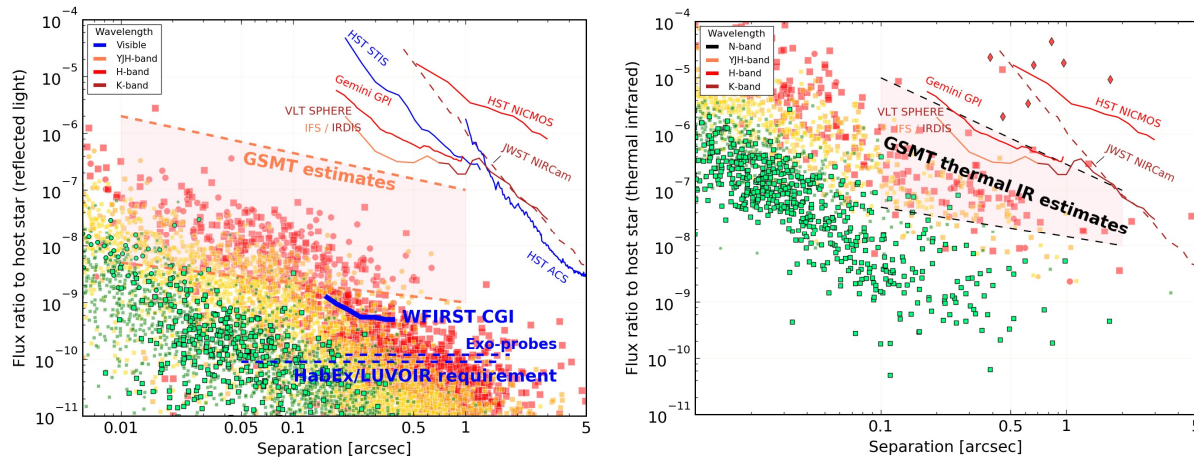 Flux ratio to host star (reflected light)
10⁻⁴
10⁻⁵
10⁻⁶
10⁻⁷
10⁻⁸
10⁻⁹
10⁻¹⁰
10⁻¹¹
Wavelength
Visible
YJH-band
H-band
K-band
HST STIS
Gemini GPI
HST NICMOS
VLT SPHERE
IFS / IRDIS
JWST NIRCam
GSMT estimates
HST ACS
WFIRST CGI
Exo-probes
HabEx/LUVOIR requirement
0.01
0.05
0.1
0.5
1
5
Separation [arcsec]
Flux ratio to host star (thermal infrared)
10⁻⁴
10⁻⁵
10⁻⁶
10⁻⁷
10⁻⁸
10⁻⁹
10⁻¹⁰
10⁻¹¹
Wavelength
N-band
YJH-band
H-band
K-band
Gemini GPI
HST NICMOS
VLT SPHERE
IFS / IRDIS
JWST NIRCam
GSMT thermal IR estimates
0.1
0.5
1
5
Separation [arcsec]